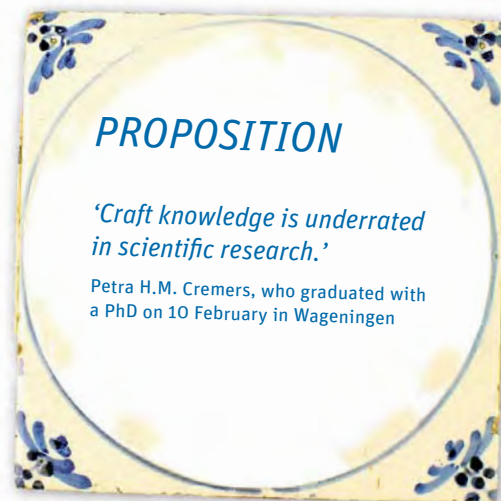 PROPOSITION
‘Craft knowledge is underrated
in scientific research.’
Petra H.M. Cremers, who graduated with
a PhD on 10 February in Wageningen